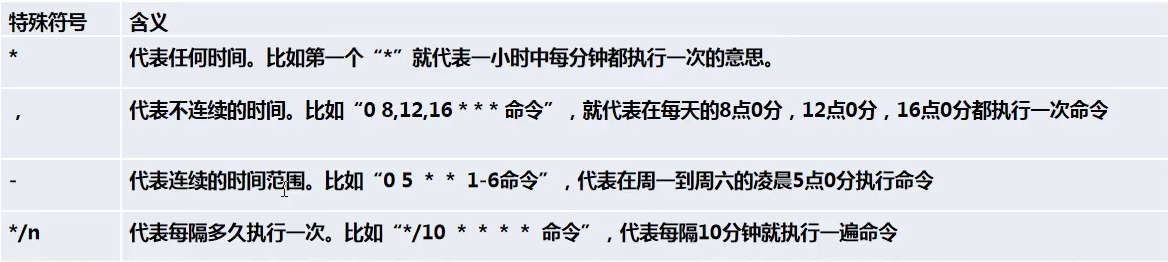 特殊符号 含义
* 代表任何时间。比如第一个“*”就代表一小时中每分钟都执行一次的意思。
, 代表不连续的时间。比如“0 8,12,16 * * * 命令”，就代表在每天的8点0分，12点0分，16点0分都执行一次命令
- 代表连续的时间范围。比如“0 5 * * 1-6命令”，代表在周一到周六的凌晨5点0分执行命令
*/n 代表每隔多久执行一次。比如“*/10 * * * * 命令”，代表每隔10分钟就执行一遍命令